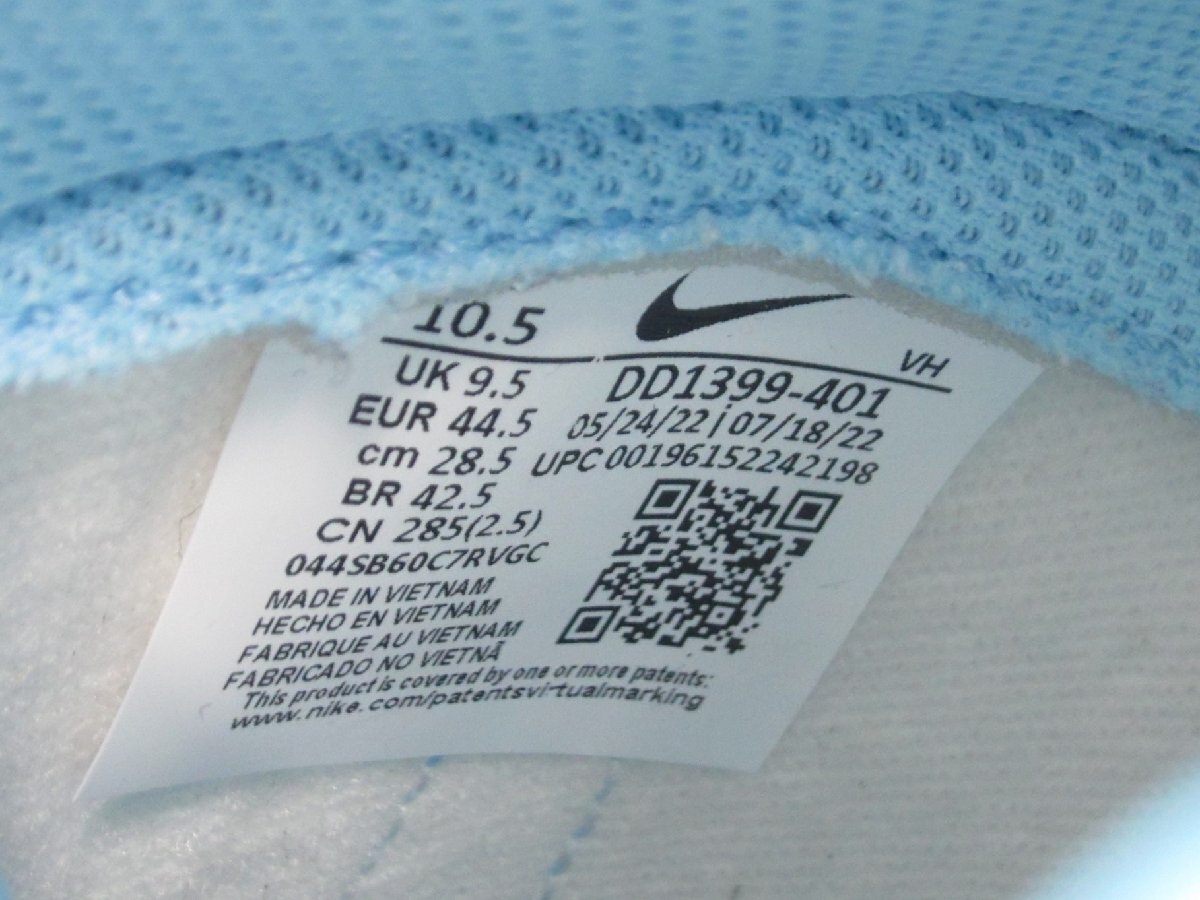 10.5
VH
UK 9.5
DD1399-401
EUR 44.5
05/24/22 | 07/18/22
cm 28.5
UPC 00196152242198
BR 42.5
CN 285(2.5)
044SB60C7RVGC
MADE IN VIETNAM
HECHO EN VIETNAM
FABRIQUE AU VIETNAM
FABRICADO NO VIETNÃ
This product is covered by one or more patents:
www.nike.com/patentsvirtualmarking